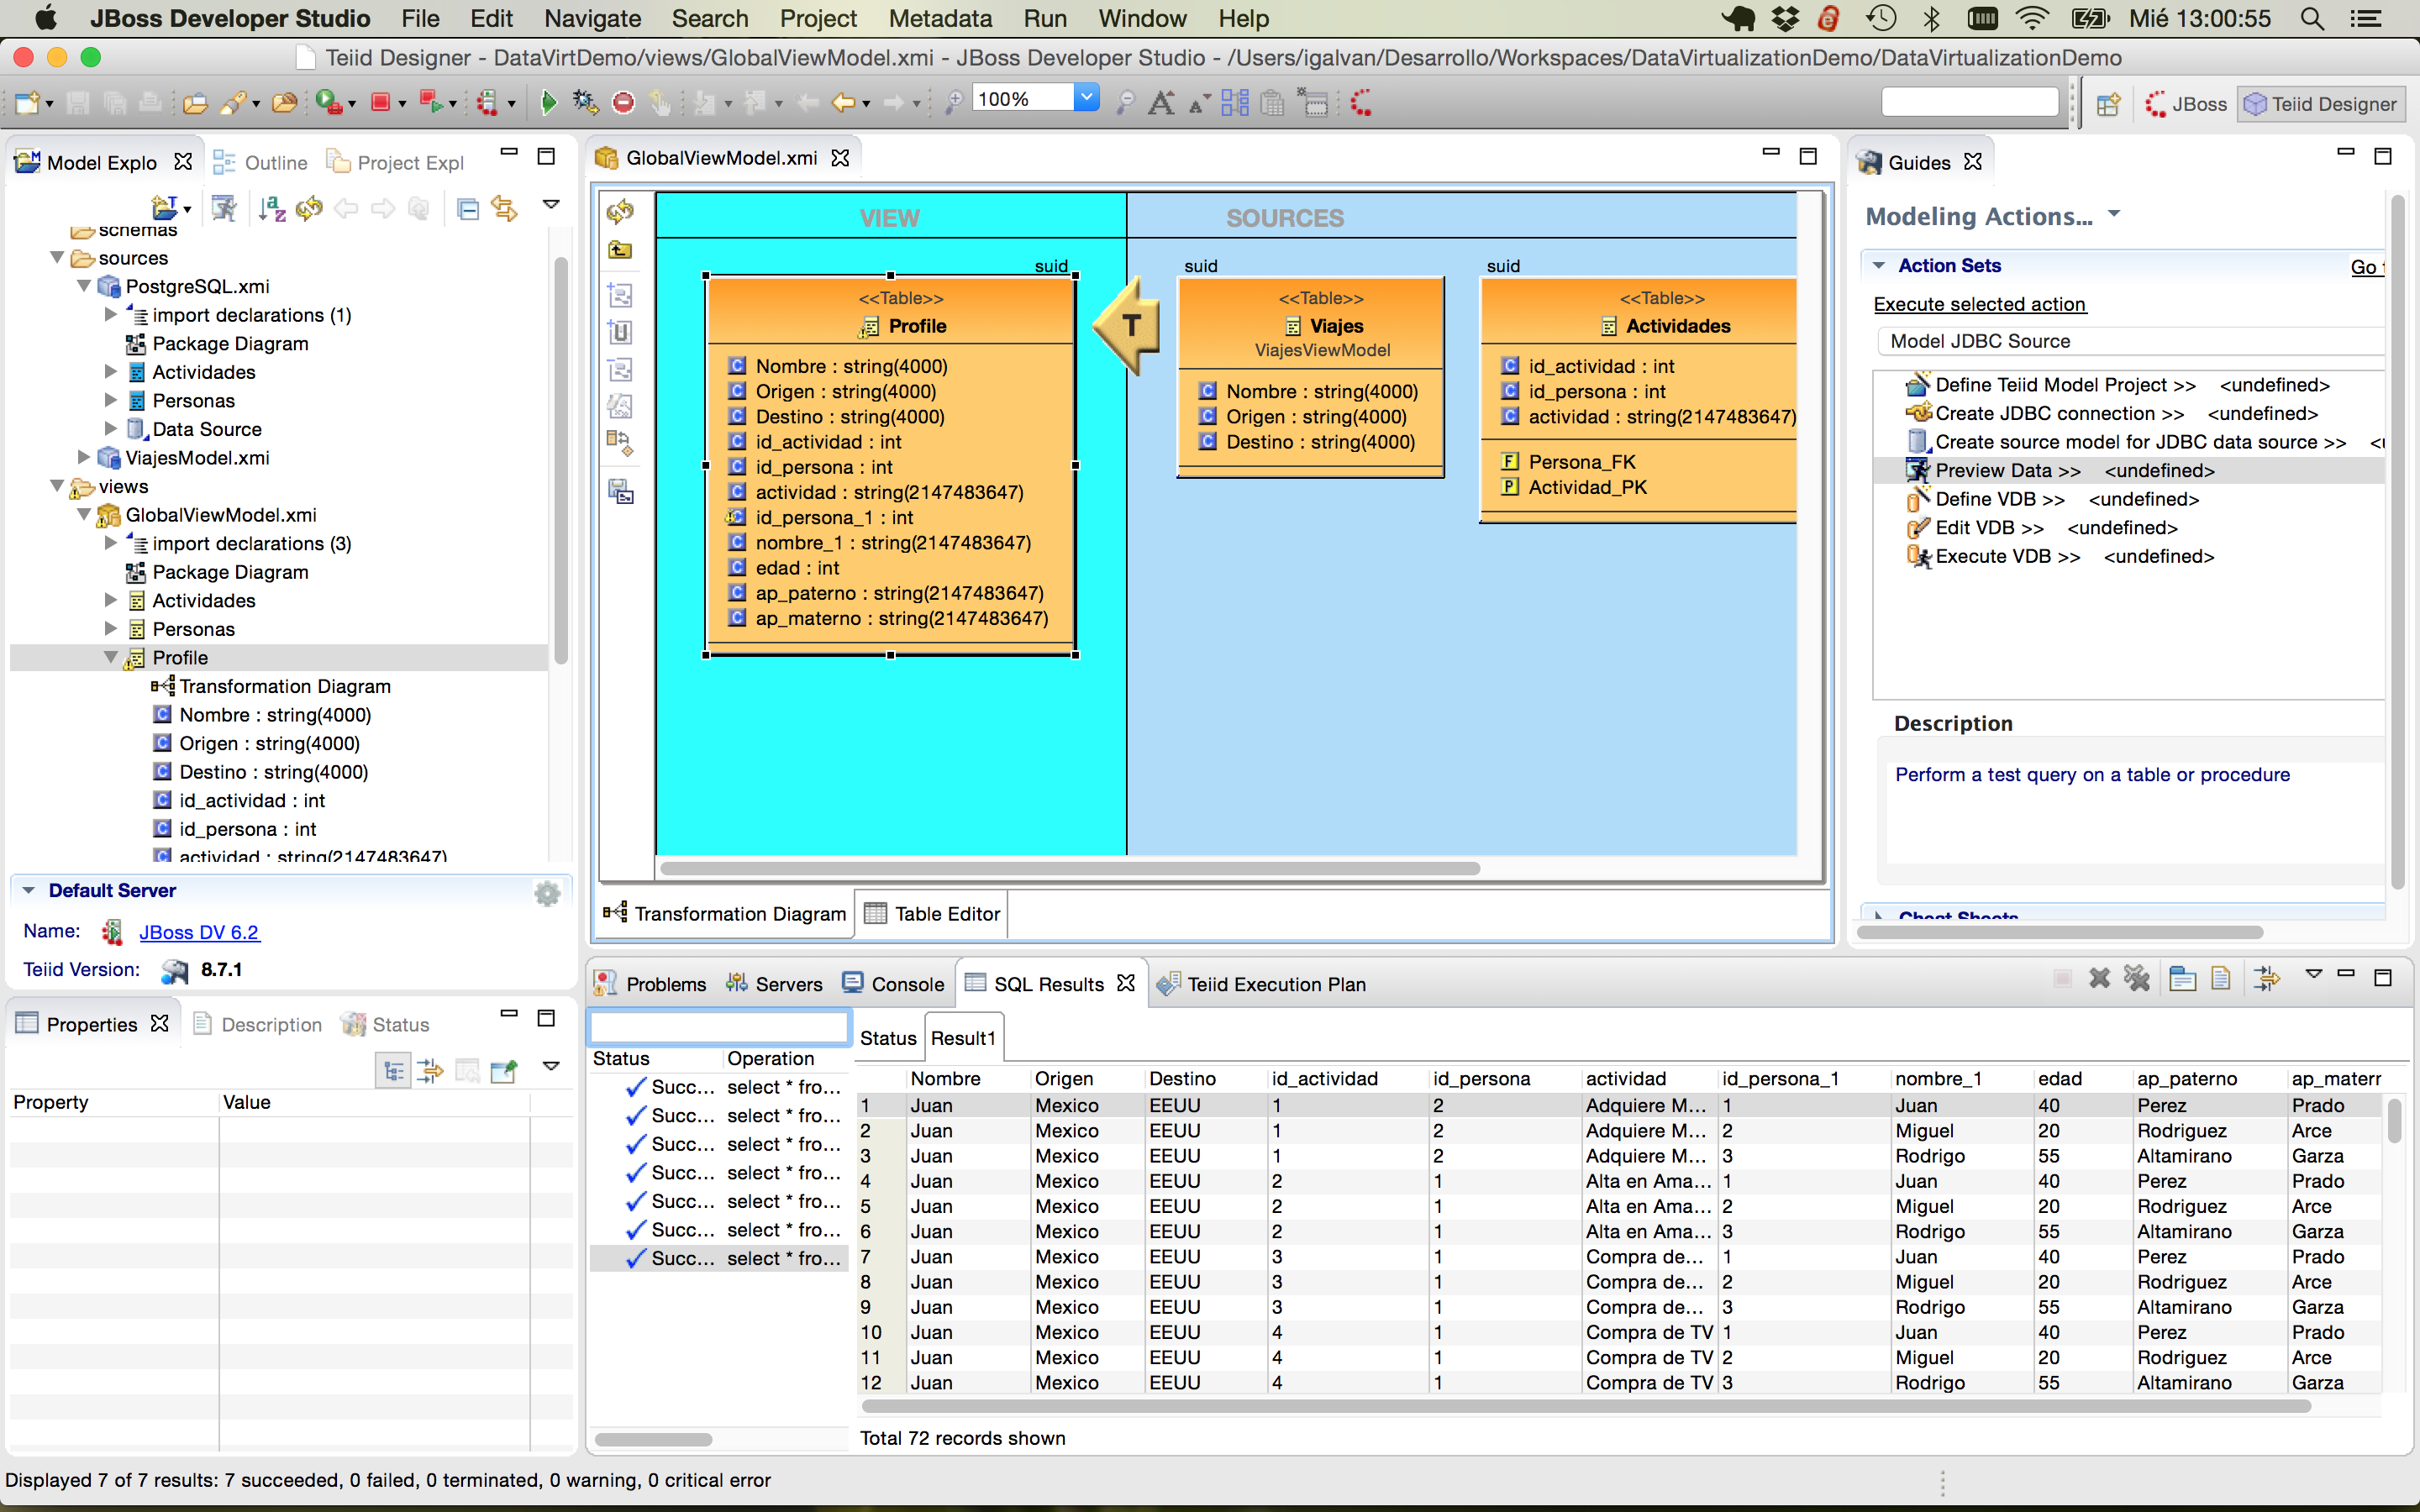 JBoss Developer Studio File Edit Navigate Search Project Metadata Run Window Help Mié 13:00:55
Teiid Designer - DataVirtDemo/views/GlobalViewModel.xmi - JBoss Developer Studio - /Users/igalvan/Desarrollo/Workspaces/DataVirtualizationDemo/DataVirtualizationDemo
100%
JBoss
Teiid Designer
Model Explo
Outline
Project Expl
schemas
sources
PostgreSQL.xmi
import declarations (1)
Package Diagram
Actividades
Personas
Data Source
ViajesModel.xmi
views
GlobalViewModel.xmi
import declarations (3)
Package Diagram
Actividades
Personas
Profile
Transformation Diagram
Nombre : string(4000)
Origen : string(4000)
Destino : string(4000)
id_actividad : int
id_persona : int
actividad : string(2147483647)
Default Server
Name: JBoss DV 6.2
Teiid Version: 8.7.1
Properties
Description
Status
Property Value
GlobalViewModel.xmi
VIEW
SOURCES
suid
<<Table>>
Profile
Nombre : string(4000)
Origen : string(4000)
Destino : string(4000)
id_actividad : int
id_persona : int
actividad : string(2147483647)
id_persona_1 : int
nombre_1 : string(2147483647)
edad : int
ap_paterno : string(2147483647)
ap_materno : string(2147483647)
T
suid
<<Table>>
Viajes
ViajesViewModel
Nombre : string(4000)
Origen : string(4000)
Destino : string(4000)
suid
<<Table>>
Actividades
id_actividad : int
id_persona : int
actividad : string(2147483647)
Persona_FK
Actividad_PK
Transformation Diagram
Table Editor
Guides
Modeling Actions...
Action Sets
Go
Execute selected action
Model JDBC Source
Define Teiid Model Project >> <undefined>
Create JDBC connection >> <undefined>
Create source model for JDBC data source >>
Preview Data >> <undefined>
Define VDB >> <undefined>
Edit VDB >> <undefined>
Execute VDB >> <undefined>
Description
Perform a test query on a table or procedure
Cheat Sheets
Problems
Servers
Console
SQL Results
Teiid Execution Plan
Status Operation
Succ... select * fro...
Succ... select * fro...
Succ... select * fro...
Succ... select * fro...
Succ... select * fro...
Succ... select * fro...
Succ... select * fro...
Status
Result1
Nombre Origen Destino id_actividad id_persona actividad id_persona_1 nombre_1 edad ap_paterno ap_materr
1 Juan Mexico EEUU 1 2 Adquiere M... 1 Juan 40 Perez Prado
2 Juan Mexico EEUU 1 2 Adquiere M... 2 Miguel 20 Rodriguez Arce
3 Juan Mexico EEUU 1 2 Adquiere M... 3 Rodrigo 55 Altamirano Garza
4 Juan Mexico EEUU 2 1 Alta en Ama... 1 Juan 40 Perez Prado
5 Juan Mexico EEUU 2 1 Alta en Ama... 2 Miguel 20 Rodriguez Arce
6 Juan Mexico EEUU 2 1 Alta en Ama... 3 Rodrigo 55 Altamirano Garza
7 Juan Mexico EEUU 3 1 Compra de... 1 Juan 40 Perez Prado
8 Juan Mexico EEUU 3 1 Compra de... 2 Miguel 20 Rodriguez Arce
9 Juan Mexico EEUU 3 1 Compra de... 3 Rodrigo 55 Altamirano Garza
10 Juan Mexico EEUU 4 1 Compra de TV 1 Juan 40 Perez Prado
11 Juan Mexico EEUU 4 1 Compra de TV 2 Miguel 20 Rodriguez Arce
12 Juan Mexico EEUU 4 1 Compra de TV 3 Rodrigo 55 Altamirano Garza
Total 72 records shown
Displayed 7 of 7 results: 7 succeeded, 0 failed, 0 terminated, 0 warning, 0 critical error